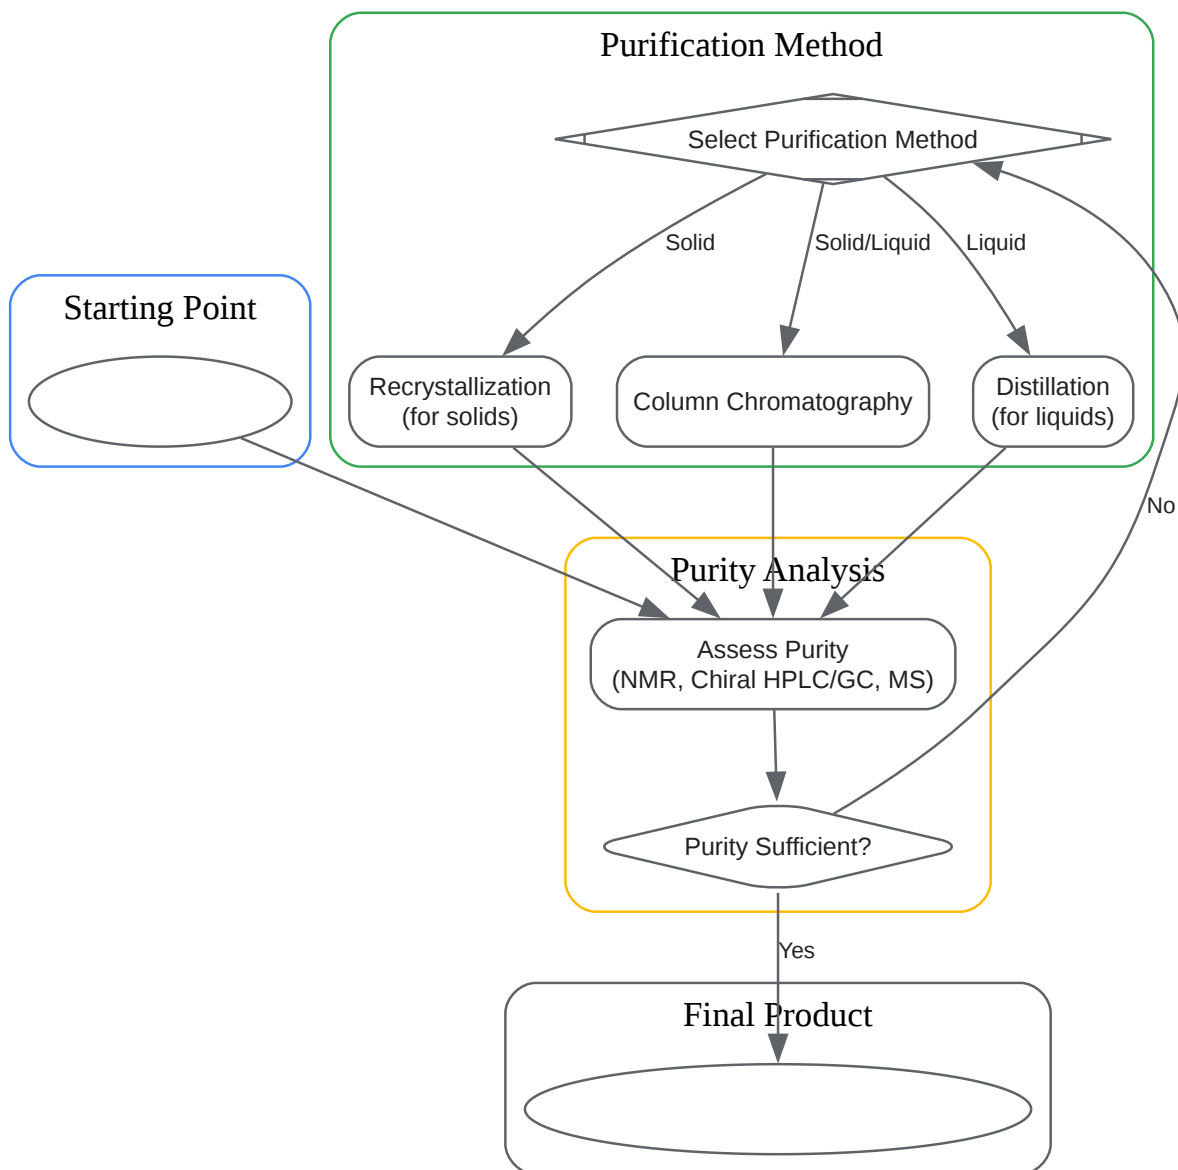 Purification Method
Select Purification Method
Solid
Solid/Liquid
Liquid
Starting Point
Recrystallization
(for solids)
Column Chromatography
Distillation
(for liquids)
No
Purity Analysis
Assess Purity
(NMR, Chiral HPLC/GC, MS)
Purity Sufficient?
Yes
Final Product